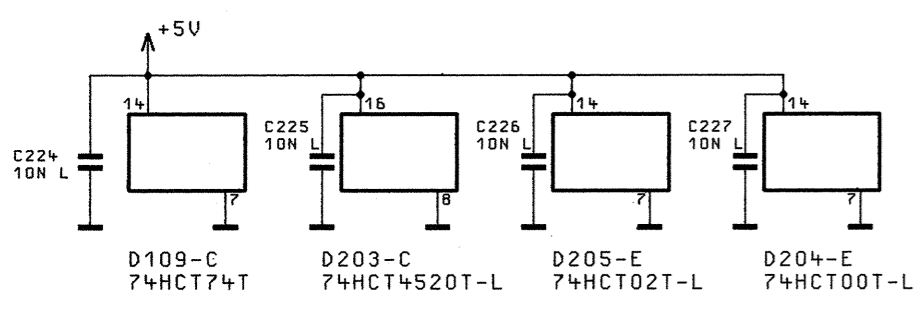 +5V
14
16
14
14
C224
10N L
C225
10N L
C226
10N L
C227
10N L
7
8
7
7
D109-C
74HCT74T
D203-C
74HCT4520T-L
D205-E
74HCT02T-L
D204-E
74HCT00T-L